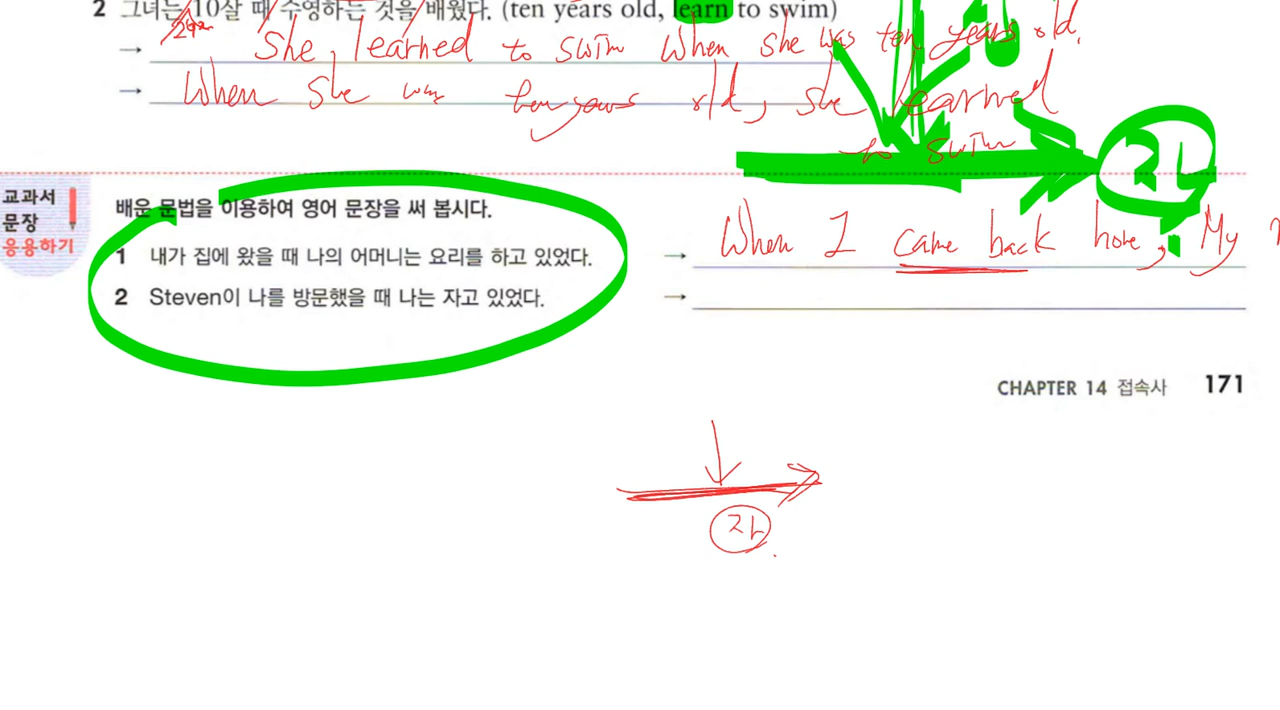 2 그녀는 10살 때 수영하는 것을 배웠다. (ten years old, learn to swim)
→ She learned to swim when she was ten years old.
→ When she was ten years old, she learned
to swim
교과서
문장
응용하기
배운 문법을 이용하여 영어 문장을 써 봅시다.
1 내가 집에 왔을 때 나의 어머니는 요리를 하고 있었다.
→ When I came back home, My
2 Steven이 나를 방문했을 때 나는 자고 있었다.
→
CHAPTER 14 접속사 171